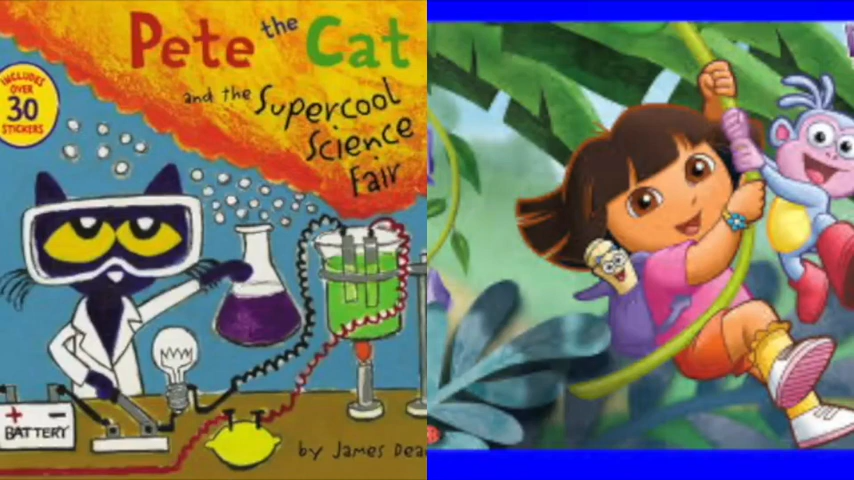 Pete the Cat
and the Supercool
Science
Fair
INCLUDES
OVER
30
STICKERS
+ -
BATTERY
by James Dea